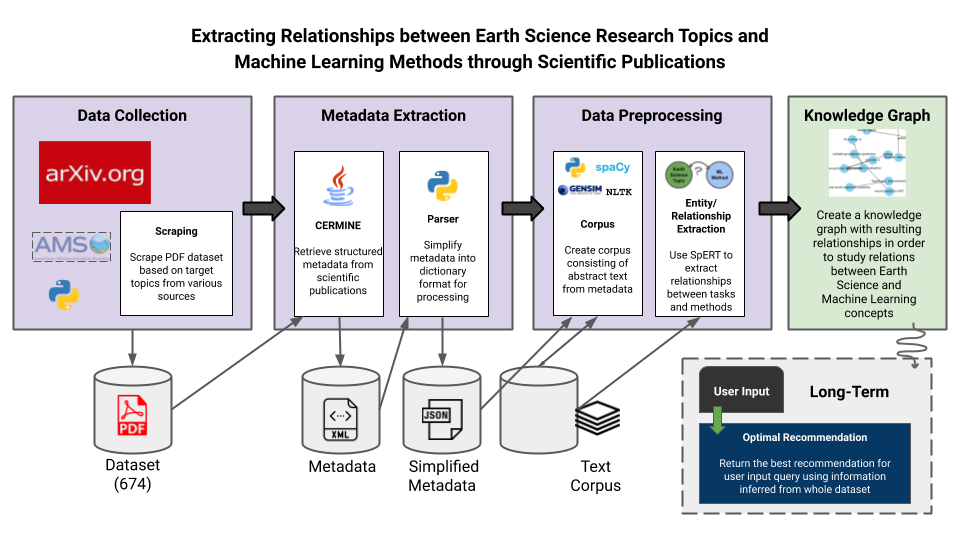 Extracting Relationships between Earth Science Research Topics and
Machine Learning Methods through Scientific Publications
Data Collection
arXiv.org
AMS
Scraping
Scrape PDF dataset
based on target
topics from various
sources
Metadata Extraction
CERMINE
Retrieve structured
metadata from
scientific
publications
Parser
Simplify
metadata into
dictionary
format for
processing
Data Preprocessing
spaCy
GENSIM
NLTK
Corpus
Create corpus
consisting of
abstract text
from metadata
Earth
Science
Topic
?
ML
Method
Entity/
Relationship
Extraction
Use SpERT to
extract
relationships
between tasks
and methods
Knowledge Graph
Create a knowledge
graph with resulting
relationships in order
to study relations
between Earth
Science and
Machine Learning
concepts
PDF
Dataset
(674)
<...>
XML
Metadata
JSON
Simplified
Metadata
Text
Corpus
User Input
Long-Term
Optimal Recommendation
Return the best recommendation for
user input query using information
inferred from whole dataset